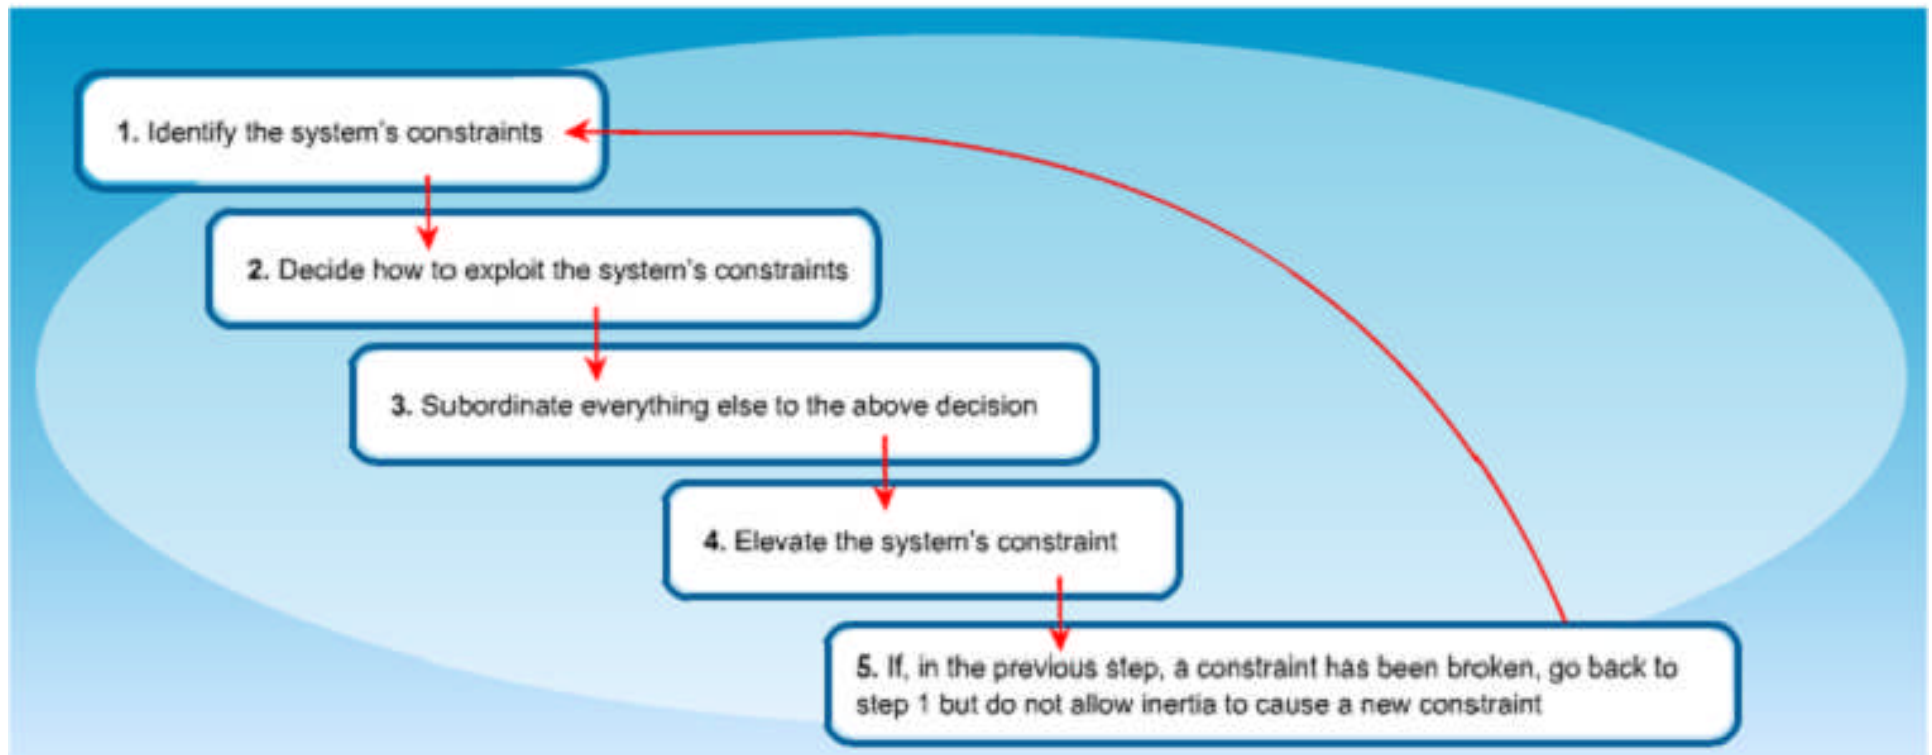 1. Identify the system's constraints
2. Decide how to exploit the system's constraints
3. Subordinate everything else to the above decision
4. Elevate the system's constraint
5. If, in the previous step, a constraint has been broken, go back to
step 1 but do not allow inertia to cause a new constraint